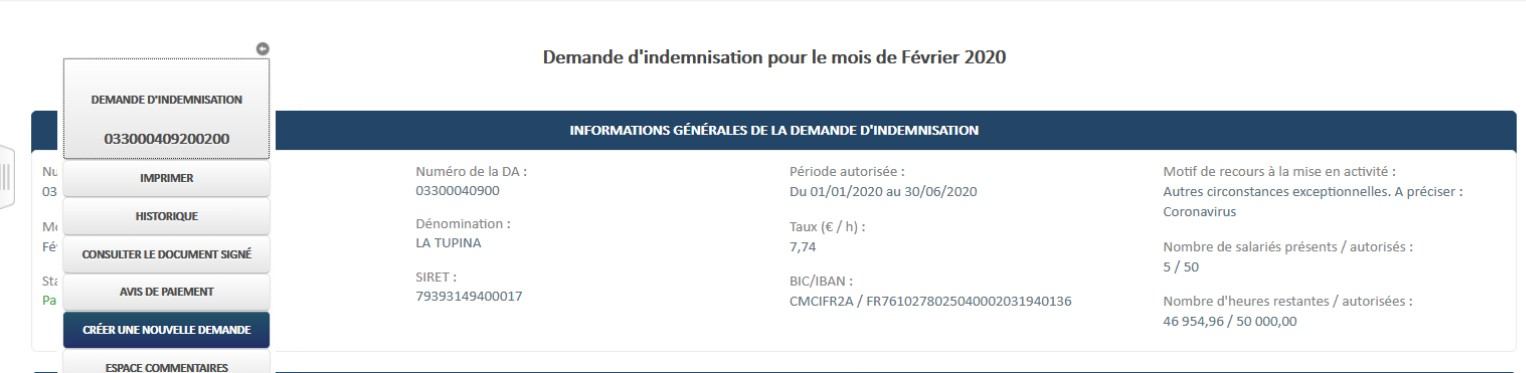 Demande d'indemnisation pour le mois de Février 2020
DEMANDE D'INDEMNISATION
033000409200200
IMPRIMER
HISTORIQUE
CONSULTER LE DOCUMENT SIGNÉ
AVIS DE PAIEMENT
CRÉER UNE NOUVELLE DEMANDE
ESPACE COMMENTAIRES
INFORMATIONS GÉNÉRALES DE LA DEMANDE D'INDEMNISATION
Numéro de la DA :
03300040900
Dénomination :
LA TUPINA
SIRET :
79393149400017
Période autorisée :
Du 01/01/2020 au 30/06/2020
Taux (€ / h) :
7,74
BIC/IBAN :
CMCIFR2A / FR7610278025040002031940136
Motif de recours à la mise en activité :
Autres circonstances exceptionnelles. A préciser :
Coronavirus
Nombre de salariés présents / autorisés :
5 / 50
Nombre d'heures restantes / autorisées :
46 954,96 / 50 000,00